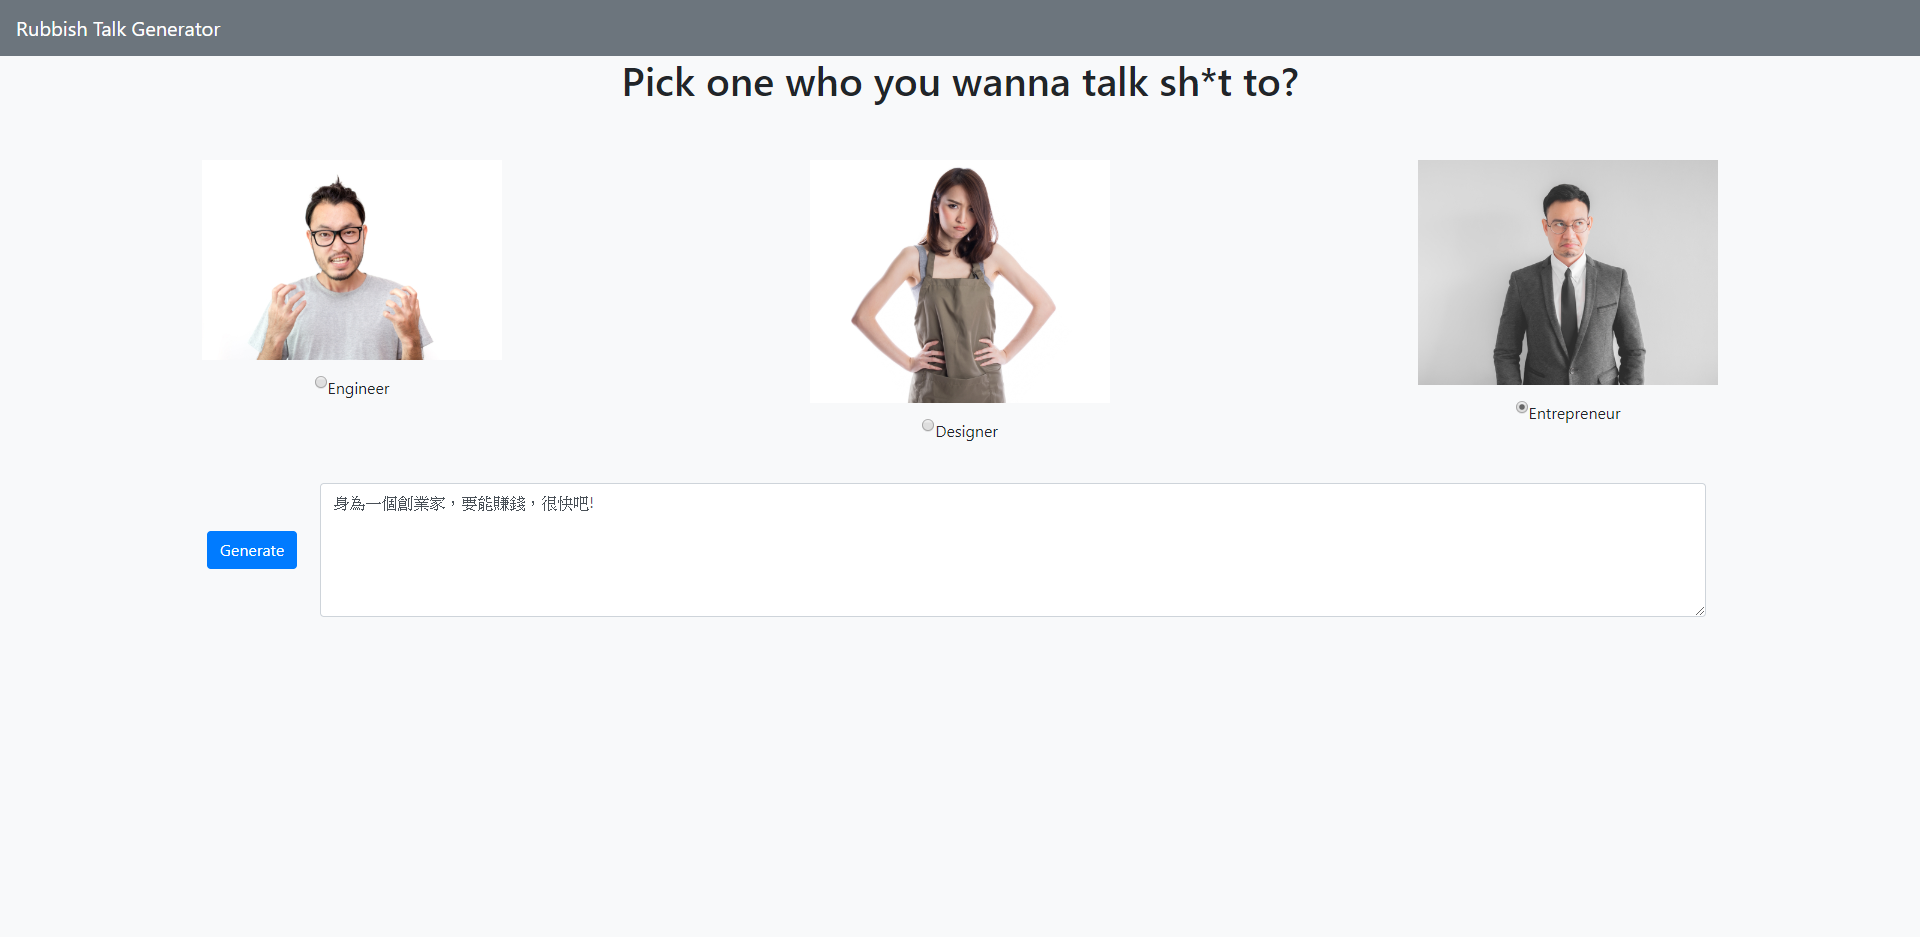 Rubbish Talk Generator
Pick one who you wanna talk sh*t to?
Engineer
Designer
Entrepreneur
Generate
身為一個創業家，要能賺錢，很快吧!